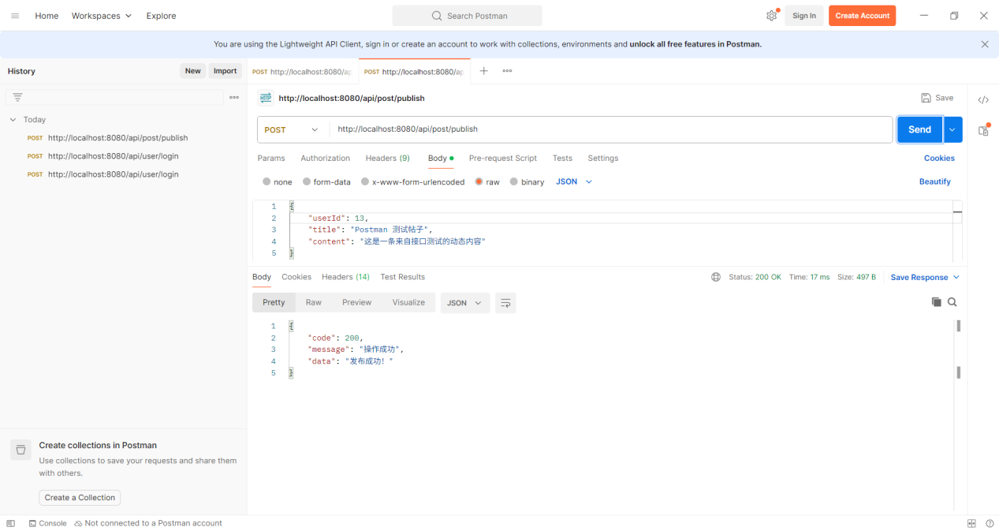 Home Workspaces Explore Search Postman Sign In Create Account
You are using the Lightweight API Client, sign in or create an account to work with collections, environments and unlock all free features in Postman.
History New Import
POST http://localhost:8080/ap POST http://localhost:8080/ap
HTTP http://localhost:8080/api/post/publish Save
Today
POST http://localhost:8080/api/post/publish
POST http://localhost:8080/api/user/login
POST http://localhost:8080/api/user/login
POST http://localhost:8080/api/post/publish Send
Params Authorization Headers (9) Body Pre-request Script Tests Settings Cookies
none form-data x-www-form-urlencoded raw binary JSON Beautify
1 {
2 "userId": 13,
3 "title": "Postman 测试帖子",
4 "content": "这是一条来自接口测试的动态内容"
5 }
Body Cookies Headers (14) Test Results Status: 200 OK Time: 17 ms Size: 497 B Save Response
Pretty Raw Preview Visualize JSON
1 {
2 "code": 200,
3 "message": "操作成功",
4 "data": "发布成功！"
5 }
Create collections in Postman
Use collections to save your requests and share them
with others.
Create a Collection
Console Not connected to a Postman account